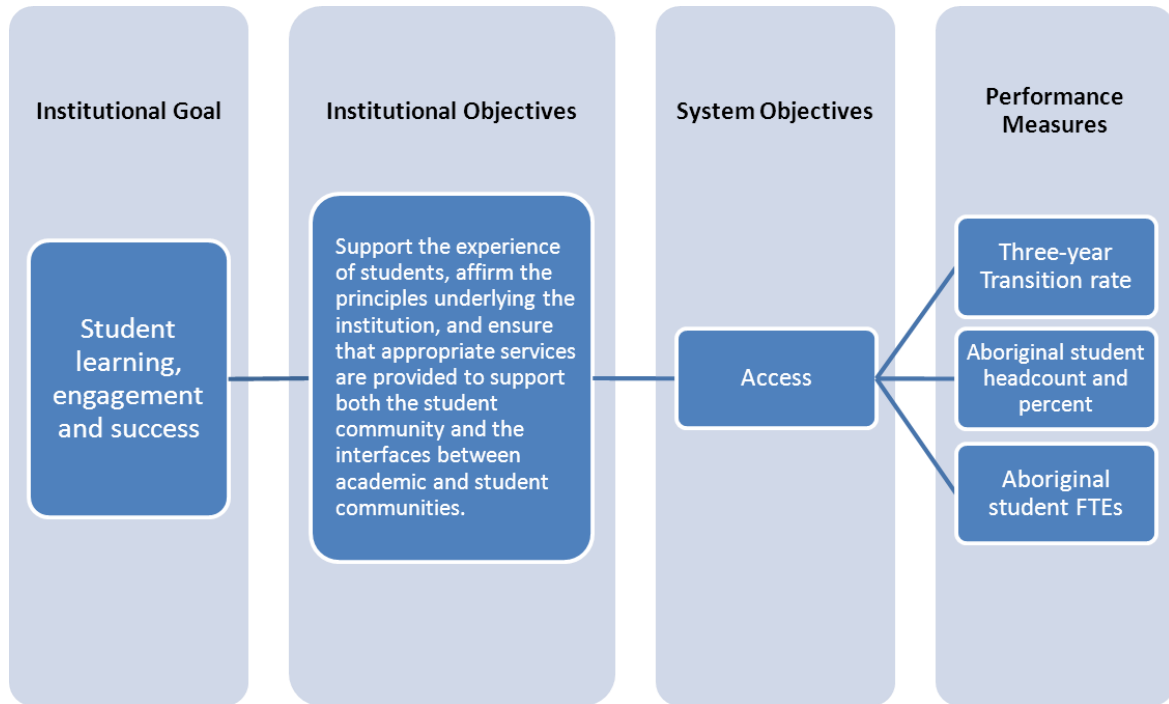 Institutional Goal
Institutional Objectives
System Objectives
Performance
Measures
Student
learning,
engagement
and success
Support the experience
of students, affirm the
principles underlying the
institution, and ensure
that appropriate services
are provided to support
both the student
community and the
interfaces between
academic and student
communities.
Access
Three-year
Transition rate
Aboriginal student
headcount and
percent
Aboriginal
student FTEs